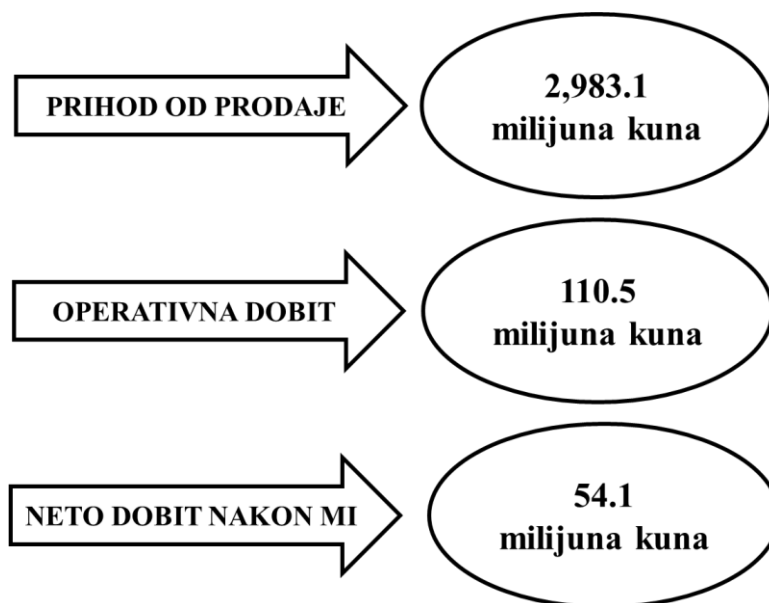 PRIHOD OD PRODAJE
2,983.1
milijuna kuna
OPERATIVNA DOBIT
110.5
milijuna kuna
NETO DOBIT NAKON MI
54.1
milijuna kuna